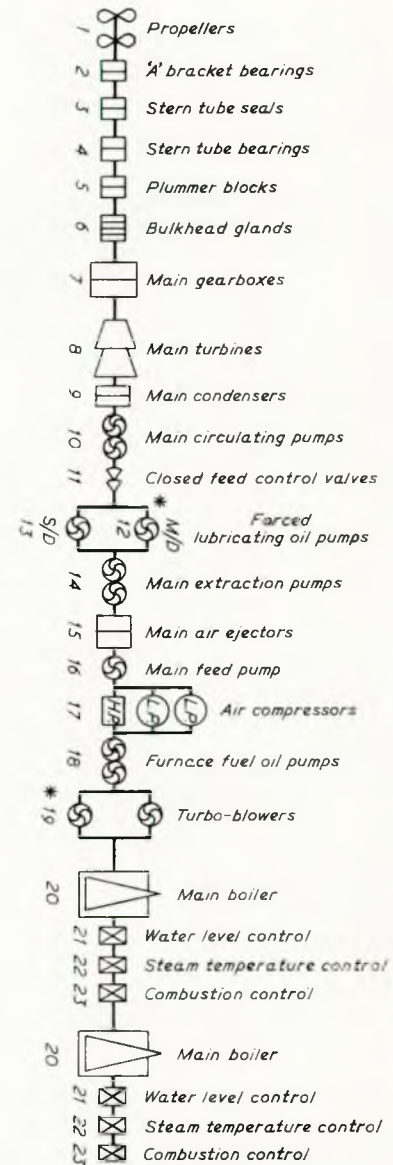 1 Propellers
2 'A' bracket bearings
3 Stern tube seals
4 Stern tube bearings
5 Plummer blocks
6 Bulkhead glands
7 Main gearboxes
8 Main turbines
9 Main condensers
10 Main circulating pumps
11 Closed feed control valves
S/D 13 * M/D 12 Forced
lubricating oil pumps
14 Main extraction pumps
15 Main air ejectors
16 Main feed pump
17 HP LP LP Air compressors
18 Furnace fuel oil pumps
* 19 Turbo-blowers
20 Main boiler
21 Water level control
22 Steam temperature control
23 Combustion control
20 Main boiler
21 Water level control
22 Steam temperature control
23 Combustion control